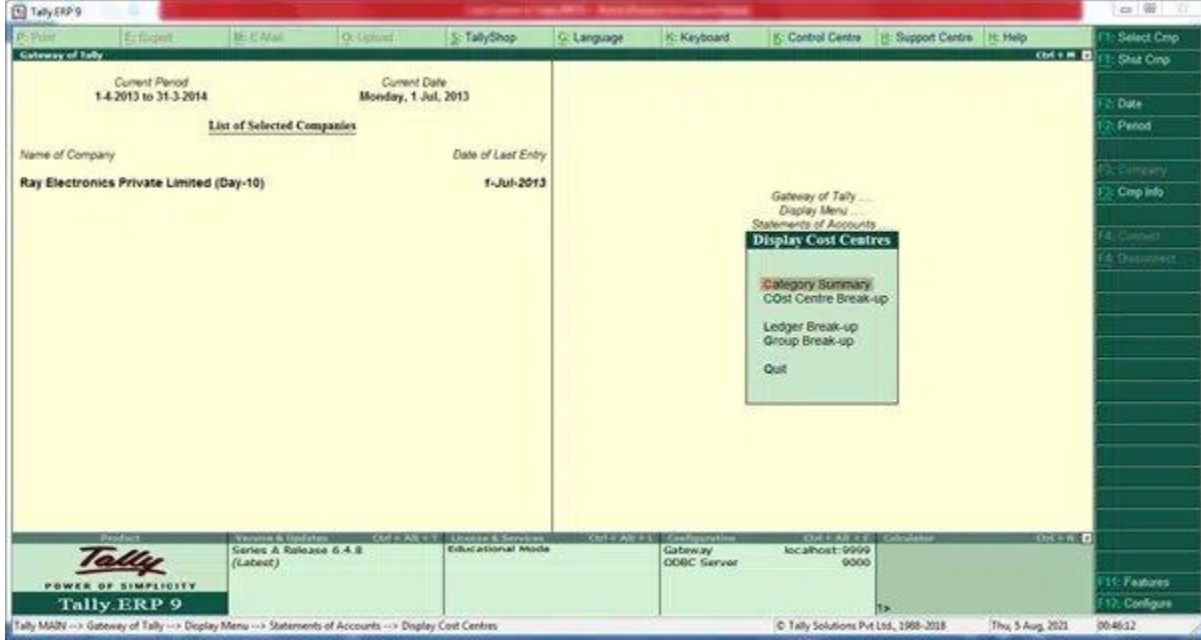 Tally.ERP 9
P: Print E: Export M: E-Mail O: Upload S: TallyShop G: Language K: Keyboard K: Control Centre H: Support Centre H: Help
F1: Select Cmp
Gateway of Tally Ctrl + M
F1: Shut Cmp
Current Period Current Date
1-4-2013 to 31-3-2014 Monday, 1 Jul, 2013
F2: Date
F2: Period
List of Selected Companies
Name of Company Date of Last Entry
F3: Company
Ray Electronics Private Limited (Day-10) 1-Jul-2013
F3: Cmp Info
Gateway of Tally ....
Display Menu ....
Statements of Accounts
F4: Connect
Display Cost Centres
F4: Disconnect
Category Summary
COst Centre Break-up
Ledger Break-up
Group Break-up
Quit
Product Version & Updates Ctrl + Alt + T License & Services Ctrl + Alt + L Configuration Ctrl + Alt + F Calculator Ctrl + N
Tally
POWER OF SIMPLICITY
Tally.ERP 9
Series A Release 6.4.8
(Latest)
Educational Mode
Gateway localhost:9999
ODBC Server 9000
1>
F11: Features
F12: Configure
Tally MAIN --> Gateway of Tally --> Display Menu --> Statements of Accounts --> Display Cost Centres © Tally Solutions Pvt Ltd., 1988-2018 Thu, 5 Aug, 2021 00:46:12